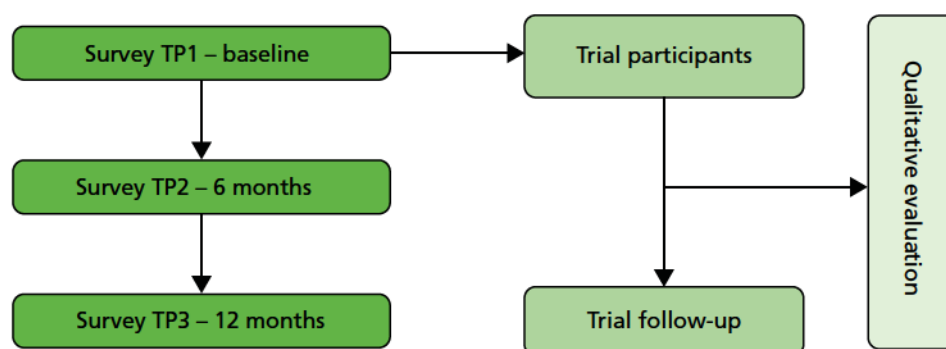 Survey TP1 – baseline
Trial participants
Survey TP2 – 6 months
Qualitative evaluation
Survey TP3 – 12 months
Trial follow-up